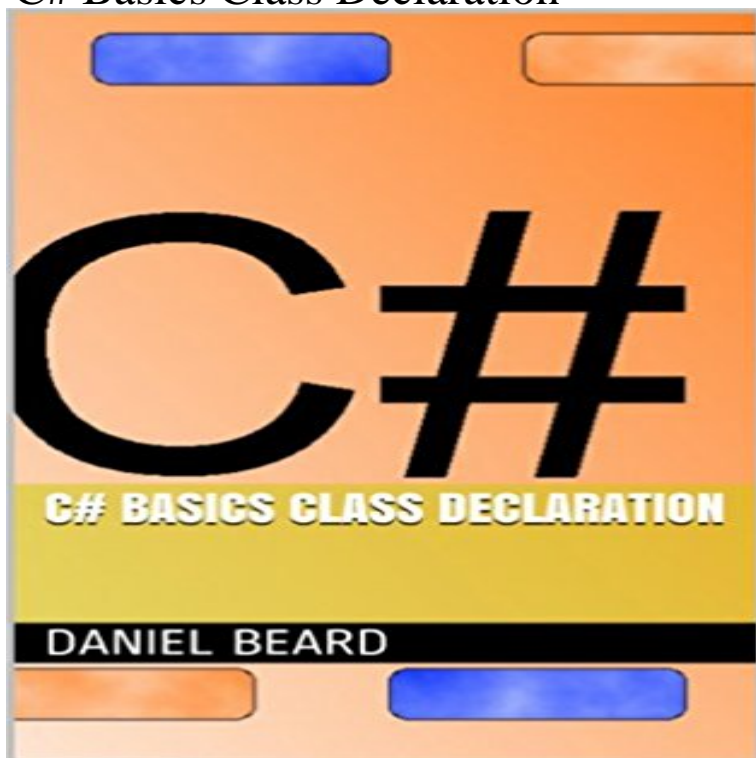 C# Basics Class Declaration
C#
C# BASICS CLASS DECLARATION
DANIEL BEARD